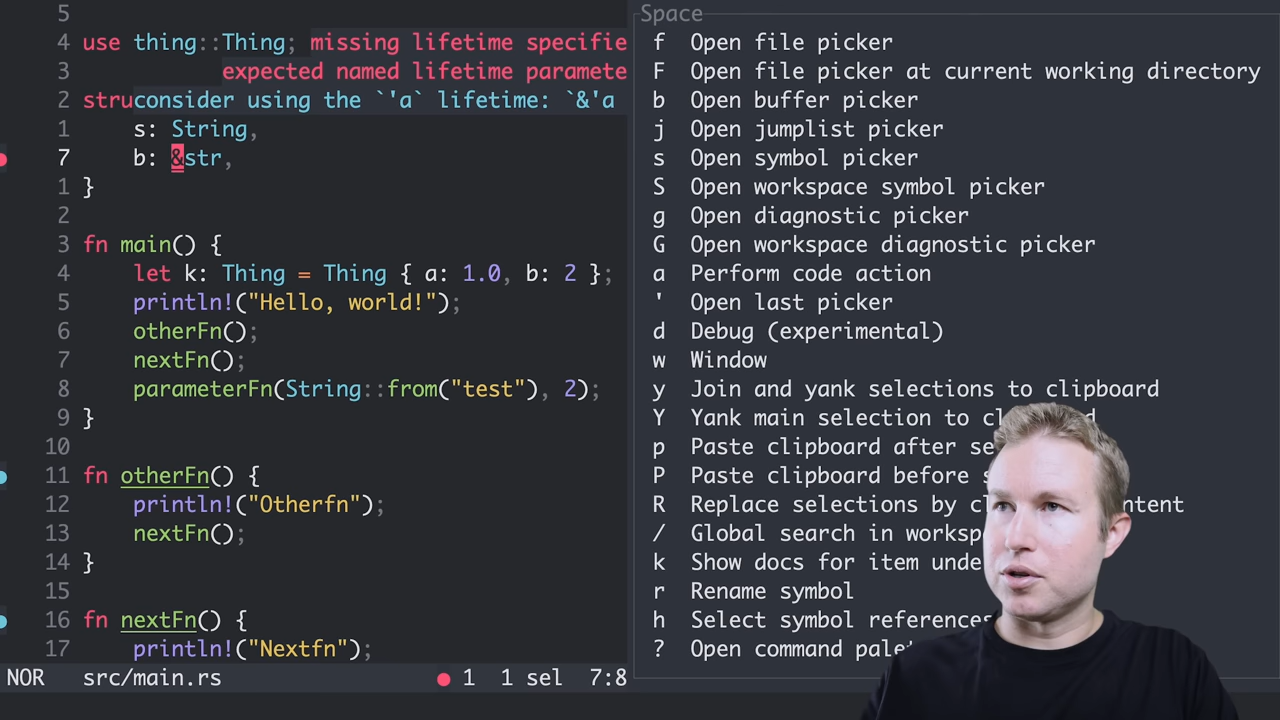 5
4 use thing::Thing; missing lifetime specifie
3 expected named lifetime paramete
2 struconsider using the `'a` lifetime: `&'a
1 s: String,
7 b: &str,
1 }
2
3 fn main() {
4 let k: Thing = Thing { a: 1.0, b: 2 };
5 println!("Hello, world!");
6 otherFn();
7 nextFn();
8 parameterFn(String::from("test"), 2);
9 }
10
11 fn otherFn() {
12 println!("Otherfn");
13 nextFn();
14 }
15
16 fn nextFn() {
17 println!("Nextfn");
NOR src/main.rs 1 1 sel 7:8
Space
f Open file picker
F Open file picker at current working directory
b Open buffer picker
j Open jumplist picker
s Open symbol picker
S Open workspace symbol picker
g Open diagnostic picker
G Open workspace diagnostic picker
a Perform code action
' Open last picker
d Debug (experimental)
w Window
y Join and yank selections to clipboard
Y Yank main selection to
p Paste clipboard after
P Paste clipboard before
R Replace selections by
/ Global search in
k Show docs for item
r Rename symbol
h Select symbol references
? Open command